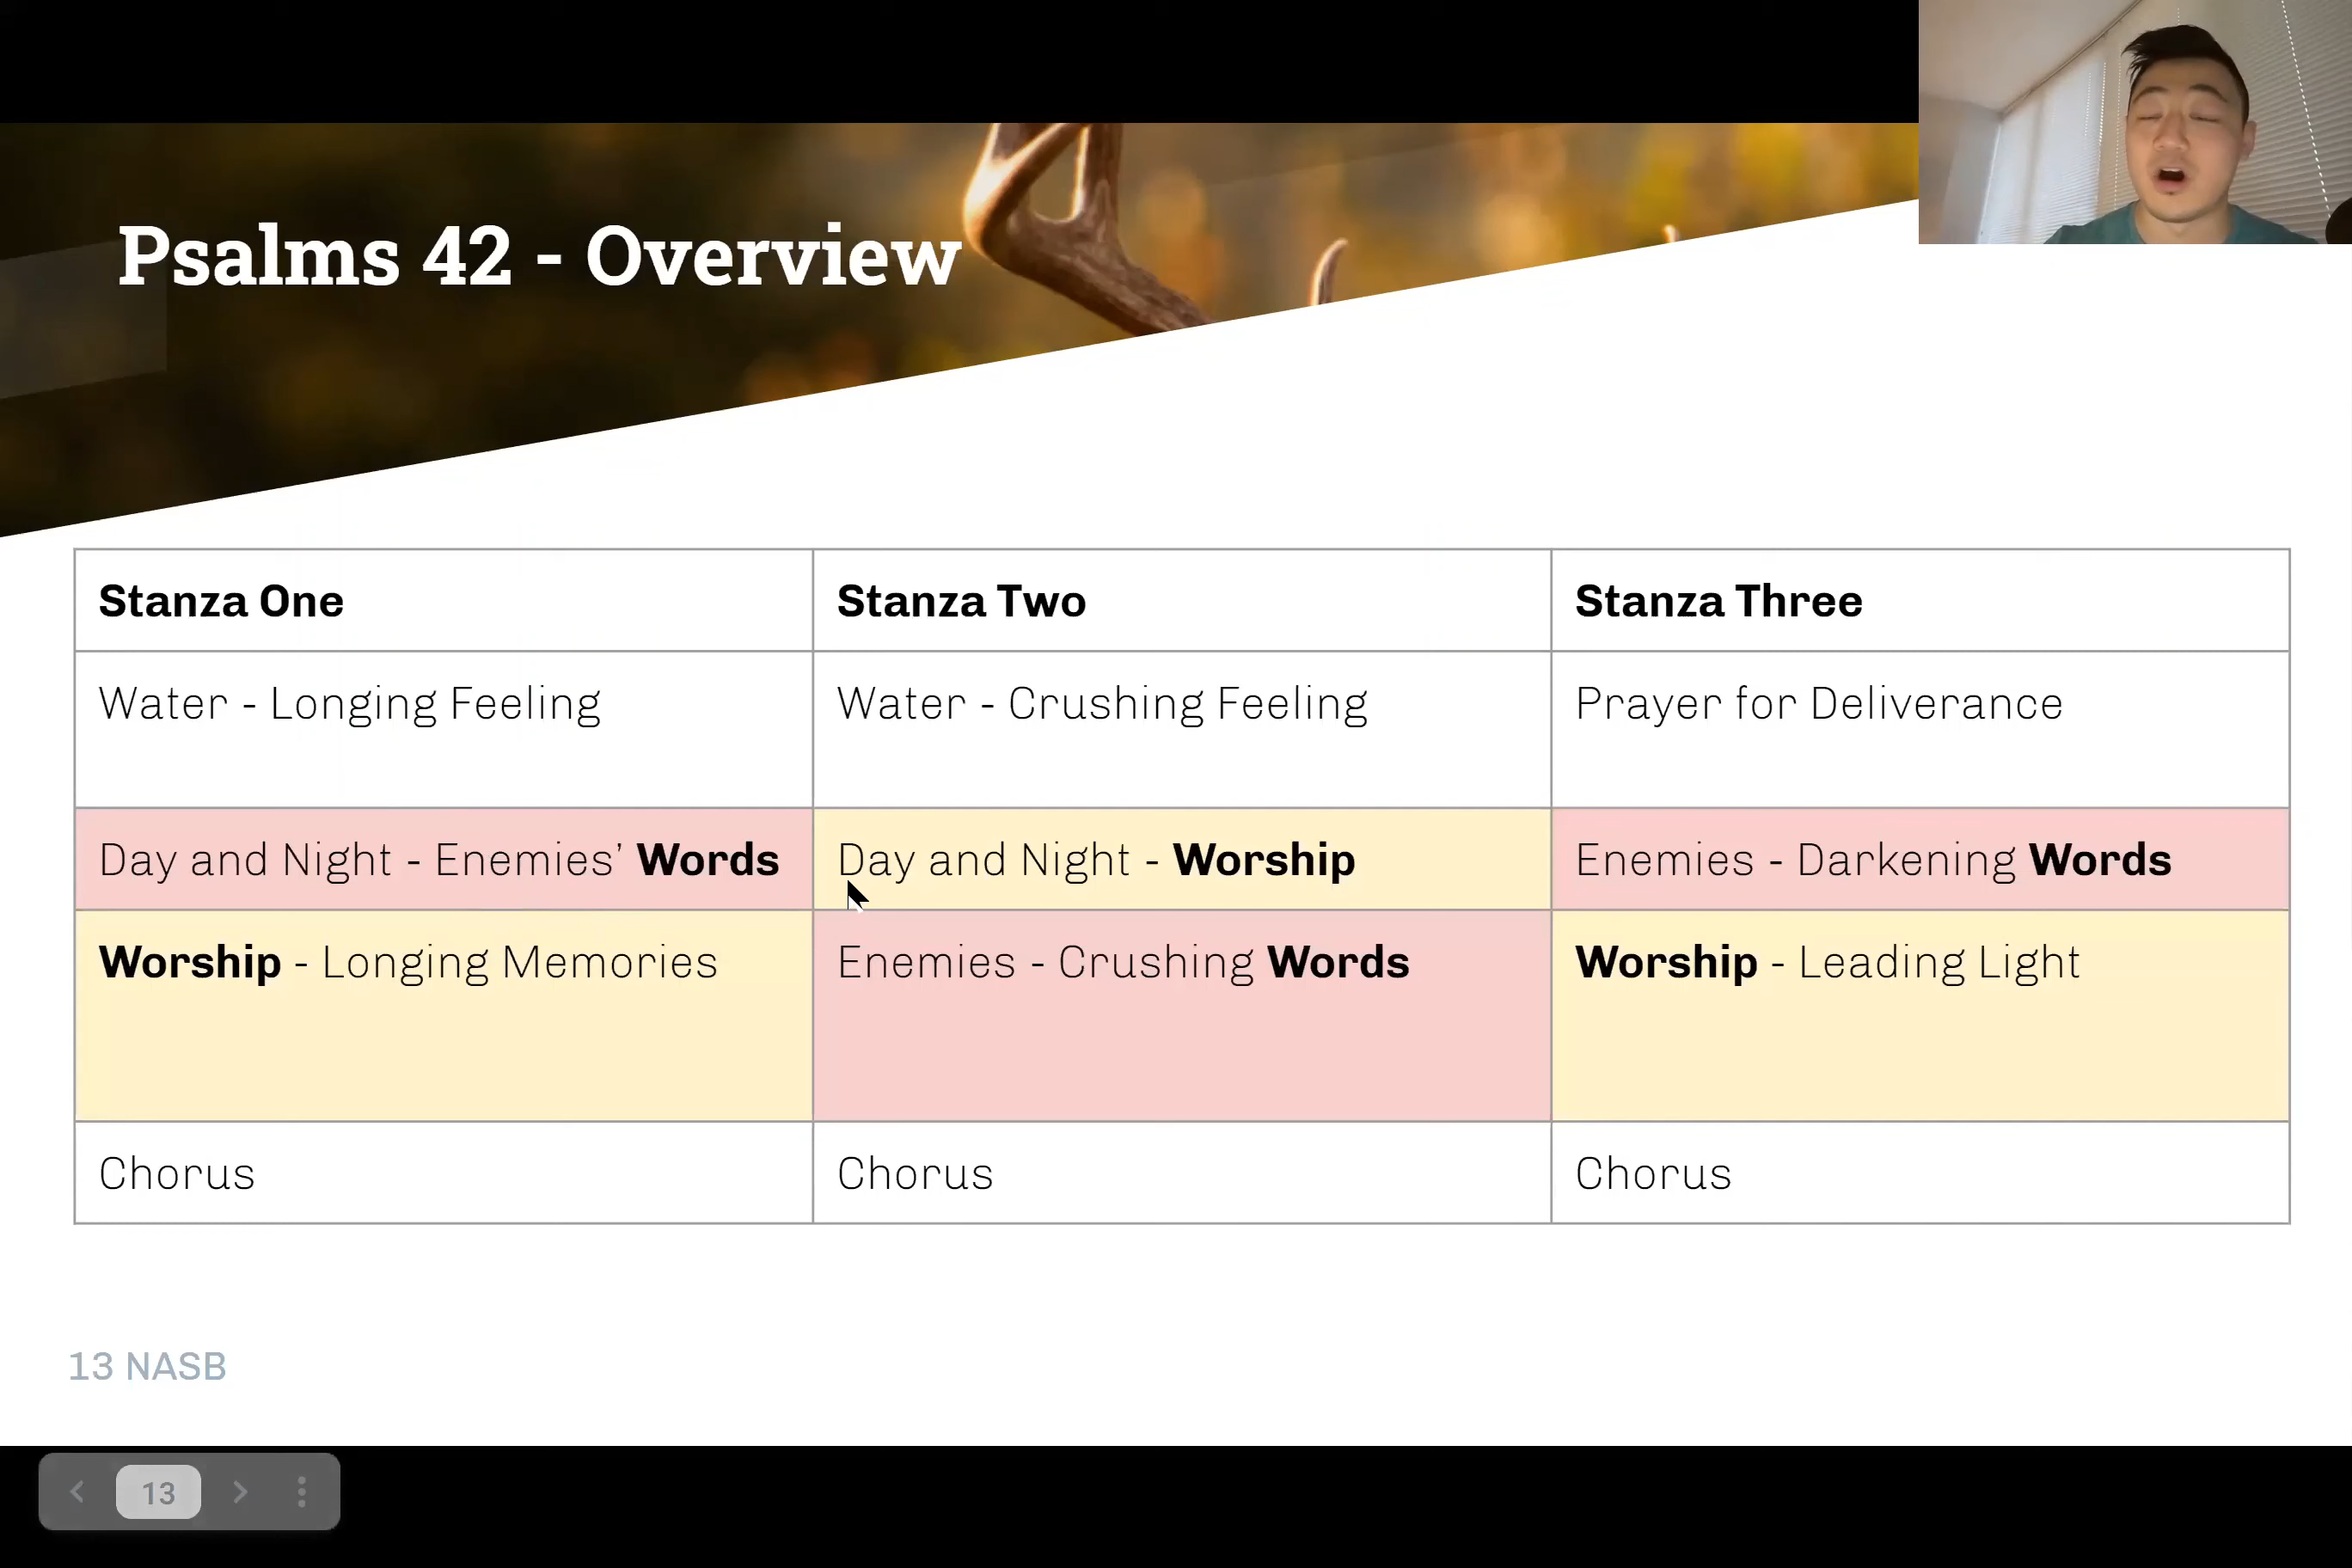 Psalms 42 - Overview
Stanza One
Stanza Two
Stanza Three
Water - Longing Feeling
Water - Crushing Feeling
Prayer for Deliverance
Day and Night - Enemies’ Words
Day and Night - Worship
Enemies - Darkening Words
Worship - Longing Memories
Enemies - Crushing Words
Worship - Leading Light
Chorus
Chorus
Chorus
13 NASB
13